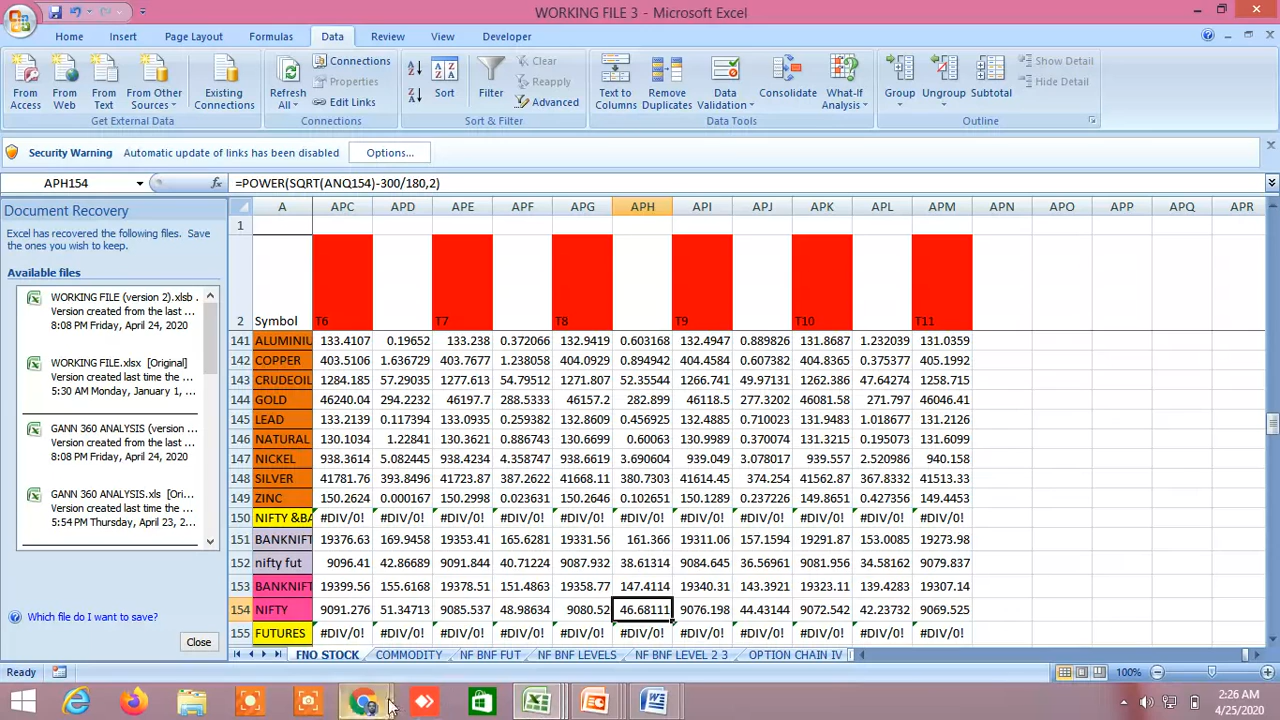 WORKING FILE 3 - Microsoft Excel
Home Insert Page Layout Formulas Data Review View Developer
From Access From Web From Text From Other Sources Existing Connections
Get External Data
Refresh All Connections Properties Edit Links
Connections
Sort Filter Clear Reapply Advanced
Sort & Filter
Text to Columns Remove Duplicates Data Validation Consolidate What-If Analysis
Data Tools
Group Ungroup Subtotal Show Detail Hide Detail
Outline
Security Warning Automatic update of links has been disabled Options...
APH154 fx =POWER(SQRT(ANQ154)-300/180,2)
Document Recovery
Excel has recovered the following files. Save the ones you wish to keep.
Available files
WORKING FILE (version 2).xlsb .
Version created from the last ...
8:08 PM Friday, April 24, 2020
WORKING FILE.xlsx [Original]
Version created last time the ...
5:30 AM Monday, January 1, ...
GANN 360 ANALYSIS (version ...
Version created from the last ...
8:07 PM Friday, April 24, 2020
GANN 360 ANALYSIS.xls [Ori...
Version created last time the ...
5:54 PM Thursday, April 23, 2...
Which file do I want to save?
Close
A APC APD APE APF APG APH API APJ APK APL APM APN APO APP APQ APR
1
2 Symbol T6 T7 T8 T9 T10 T11
141 ALUMINIU 133.4107 0.19652 133.238 0.372066 132.9419 0.603168 132.4947 0.889826 131.8687 1.232039 131.0359
142 COPPER 403.5101 1.636729 403.7677 1.238058 404.0929 0.894942 404.4584 0.607382 404.8365 0.375377 405.1992
143 CRUDEOIL 1284.185 57.29035 1277.613 54.79512 1271.807 52.35544 1266.741 49.97131 1262.386 47.64274 1258.715
144 GOLD 46240.04 294.2232 46197.7 288.5333 46157.2 282.899 46118.5 277.3202 46081.58 271.797 46046.41
145 LEAD 133.2139 0.117394 133.0935 0.259382 132.8609 0.456925 132.4885 0.710023 131.9483 1.018677 131.2126
146 NATURAL 130.1034 1.22841 130.3621 0.886743 130.6699 0.60063 130.9989 0.370074 131.3215 0.195073 131.6099
147 NICKEL 938.3614 5.082445 938.4234 4.358747 938.6619 3.690604 939.049 3.078017 939.557 2.520986 940.158
148 SILVER 41781.76 393.8496 41723.87 387.2622 41668.11 380.7303 41614.45 374.254 41562.87 367.8332 41513.33
149 ZINC 150.2624 0.000167 150.2998 0.023631 150.2646 0.102651 150.1289 0.237226 149.8651 0.427356 149.4453
150 NIFTY &BA #DIV/0! #DIV/0! #DIV/0! #DIV/0! #DIV/0! #DIV/0! #DIV/0! #DIV/0! #DIV/0! #DIV/0! #DIV/0!
151 BANKNIFT 19376.63 169.9458 19353.41 165.6281 19331.56 161.366 19311.06 157.1594 19291.87 153.0085 19273.98
152 nifty fut 9096.41 42.86689 9091.844 40.71224 9087.932 38.61314 9084.645 36.56961 9081.956 34.58162 9079.837
153 BANKNIFT 19399.56 155.6168 19378.51 151.4863 19358.77 147.4114 19340.31 143.3921 19323.11 139.4283 19307.14
154 NIFTY 9091.276 51.34713 9085.537 48.98634 9080.52 46.68111 9076.198 44.43144 9072.542 42.23732 9069.525
155 FUTURES #DIV/0! #DIV/0! #DIV/0! #DIV/0! #DIV/0! #DIV/0! #DIV/0! #DIV/0! #DIV/0! #DIV/0! #DIV/0!
FNO STOCK COMMODITY NF BNF FUT NF BNF LEVELS NF BNF LEVEL 2 3 OPTION CHAIN IV
Ready 100%
2:26 AM
4/25/2020